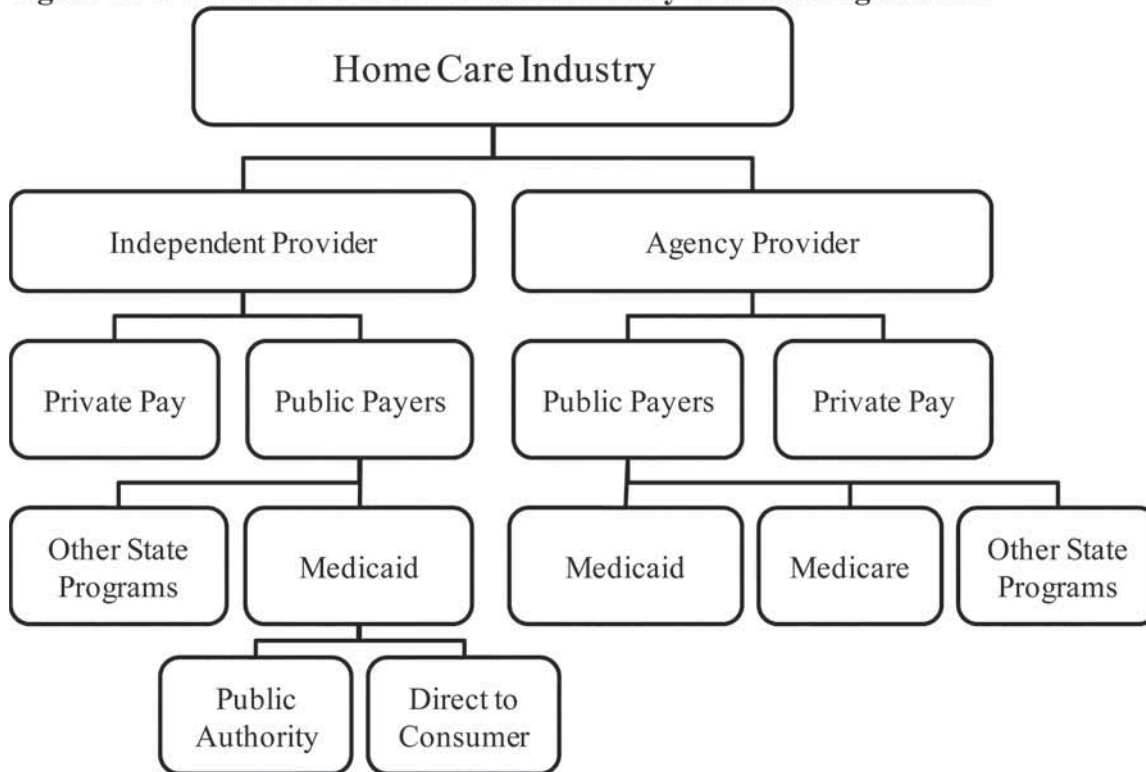 Home Care Industry
Independent Provider
Agency Provider
Private Pay
Public Payers
Public Payers
Private Pay
Other State
Programs
Medicaid
Medicaid
Medicare
Other State
Programs
Public
Authority
Direct to
Consumer